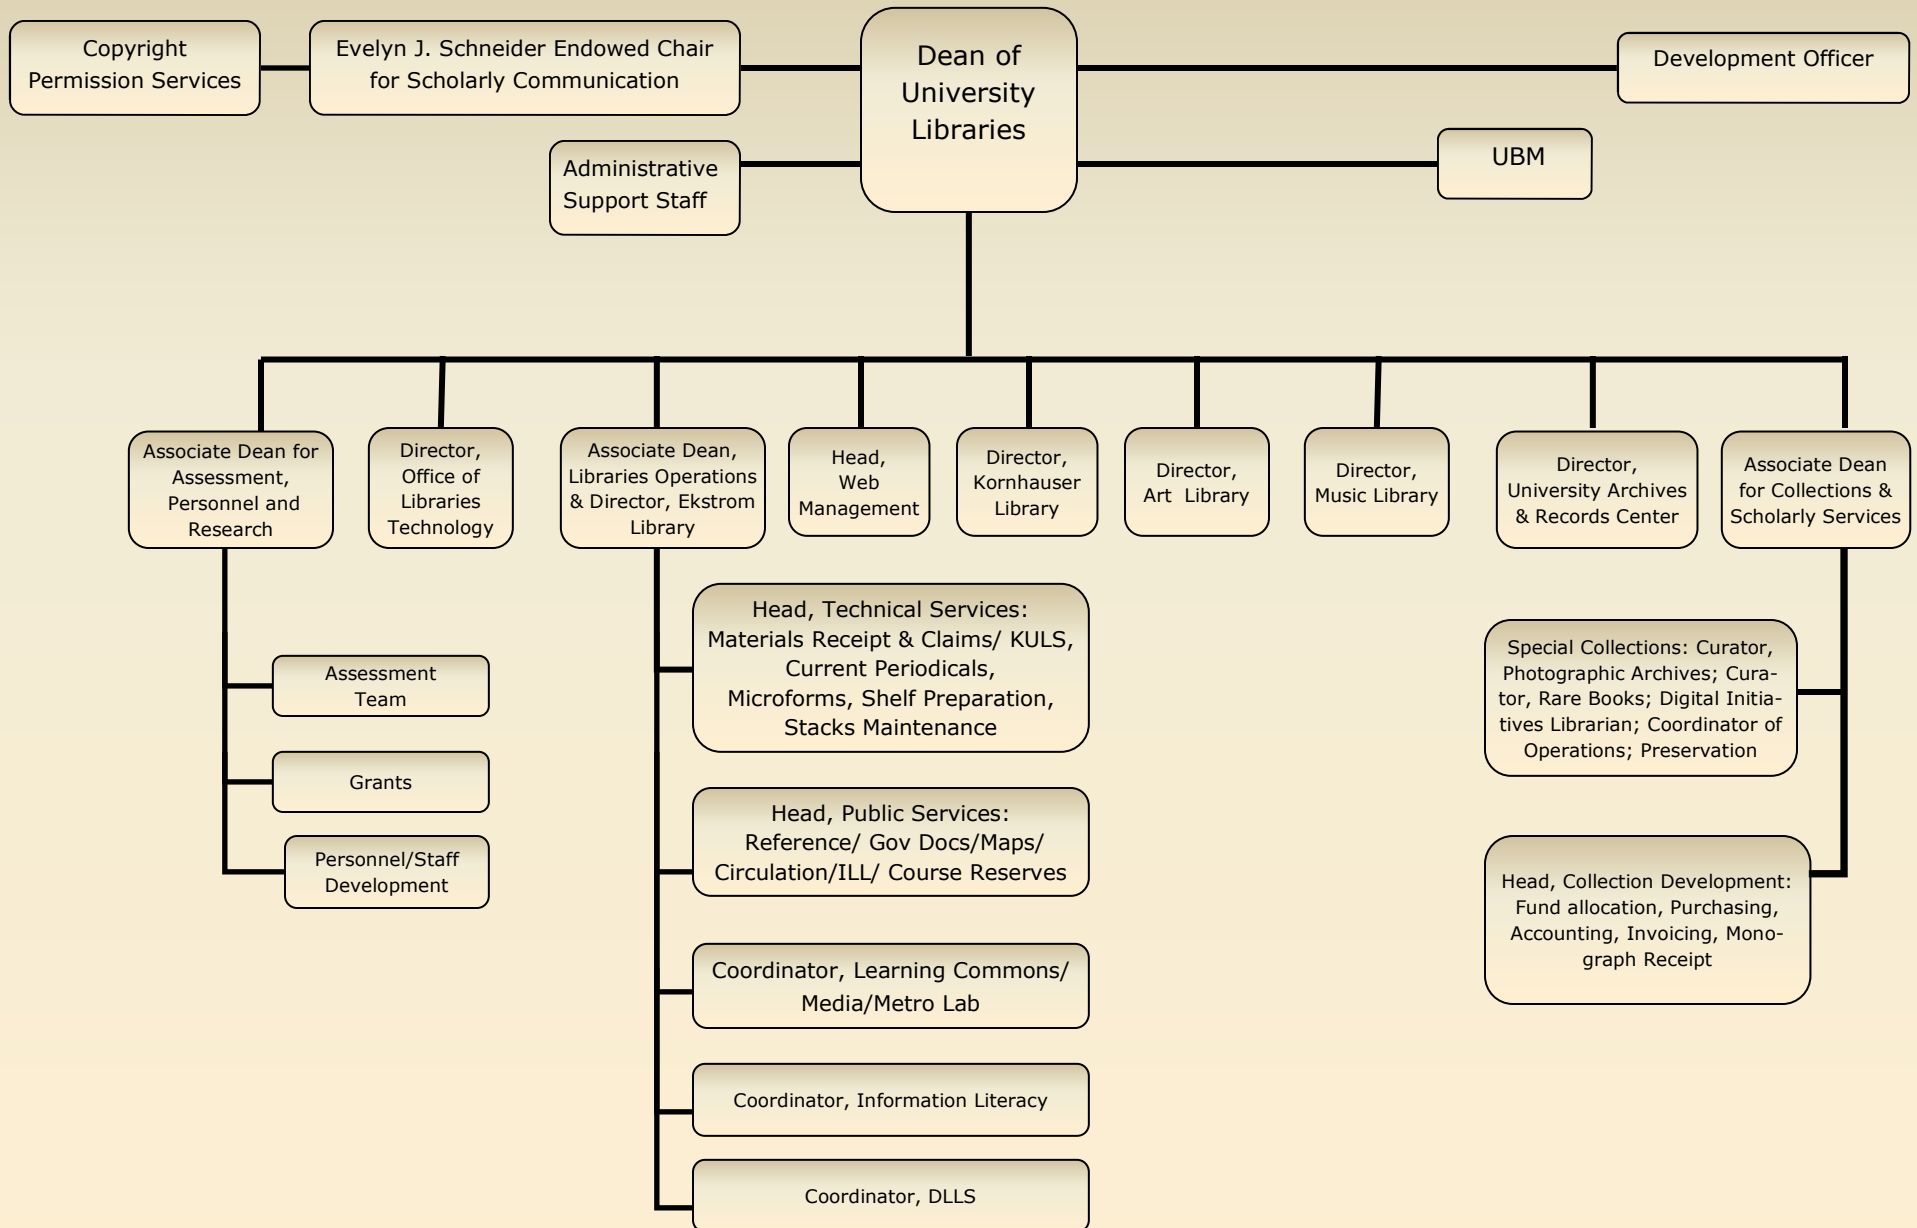 Copyright
Permission Services
Evelyn J. Schneider Endowed Chair
for Scholarly Communication
Dean of
University
Libraries
Development Officer
Administrative
Support Staff
UBM
Associate Dean for
Assessment,
Personnel and
Research
Director,
Office of
Libraries
Technology
Associate Dean,
Libraries Operations
& Director, Ekstrom
Library
Head,
Web
Management
Director,
Kornhauser
Library
Director,
Art Library
Director,
Music Library
Director,
University Archives
& Records Center
Associate Dean
for Collections &
Scholarly Services
Assessment
Team
Grants
Personnel/Staff
Development
Head, Technical Services:
Materials Receipt & Claims/ KULS,
Current Periodicals,
Microforms, Shelf Preparation,
Stacks Maintenance
Head, Public Services:
Reference/ Gov Docs/Maps/
Circulation/ILL/ Course Reserves
Coordinator, Learning Commons/
Media/Metro Lab
Coordinator, Information Literacy
Coordinator, DLLS
Special Collections: Curator,
Photographic Archives; Cura-
tor, Rare Books; Digital Initia-
tives Librarian; Coordinator of
Operations; Preservation
Head, Collection Development:
Fund allocation, Purchasing,
Accounting, Invoicing, Mono-
graph Receipt